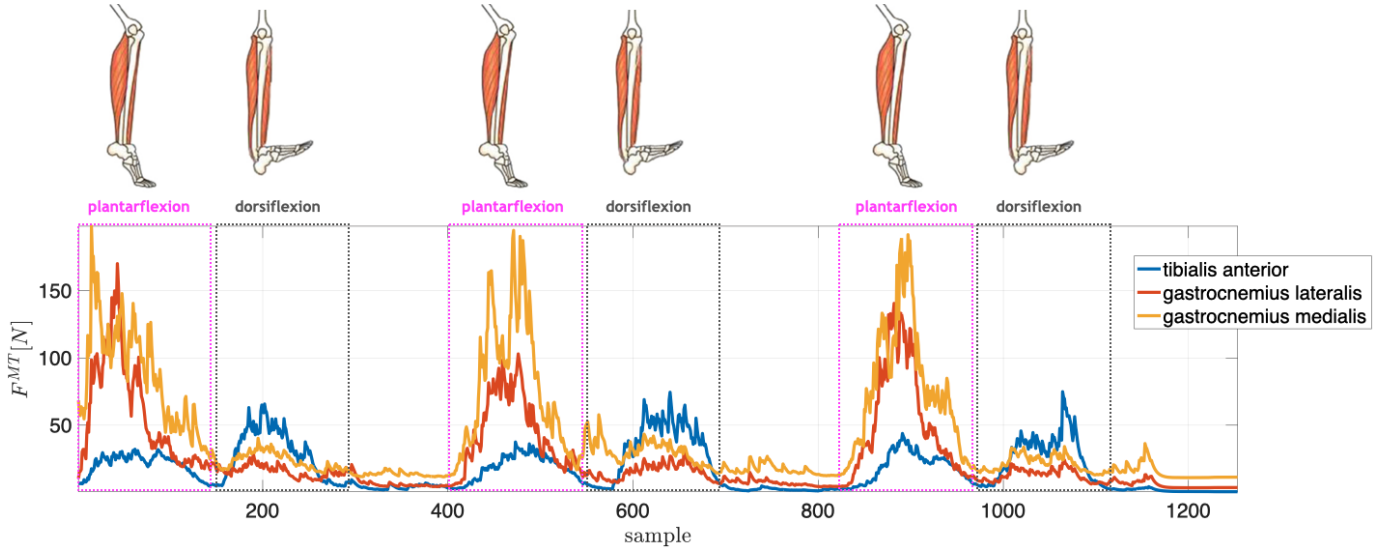 plantarflexion dorsiflexion plantarflexion dorsiflexion plantarflexion dorsiflexion
tibialis anterior
gastrocnemius lateralis
gastrocnemius medialis
150
100
50
F^{MT}[N]
200 400 600 800 1000 1200
sample